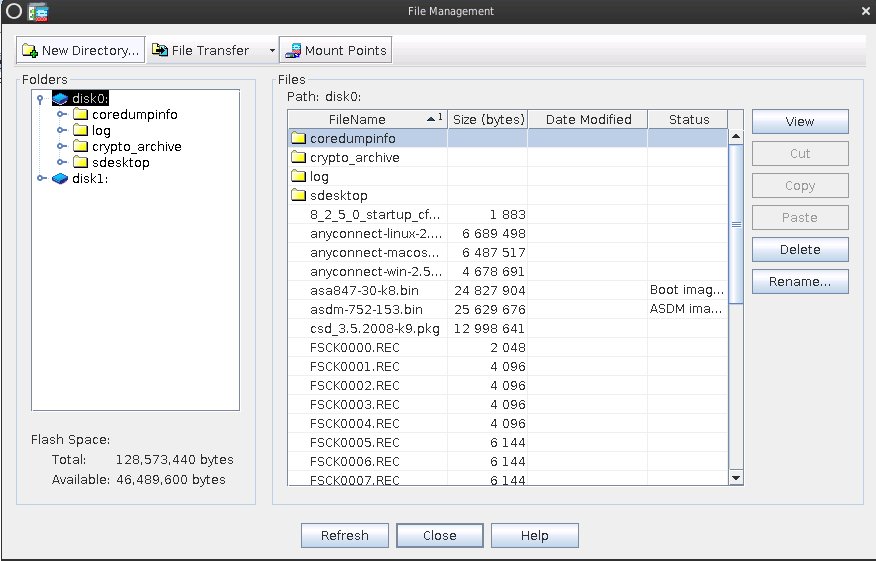 File Management
New Directory... File Transfer Mount Points
Folders
disk0:
coredumpinfo
log
crypto_archive
sdesktop
disk1:
Flash Space:
Total: 128,573,440 bytes
Available: 46,489,600 bytes
Files
Path: disk0:
FileName 1 Size (bytes) Date Modified Status
coredumpinfo
crypto_archive
log
sdesktop
8_2_5_0_startup_cf... 1 883
anyconnect-linux-2.... 6 689 498
anyconnect-macos... 6 487 517
anyconnect-win-2.5... 4 678 691
asa847-30-k8.bin 24 827 904 Boot imag...
asdm-752-153.bin 25 629 676 ASDM ima...
csd_3.5.2008-k9.pkg 12 998 641
FSCK0000.REC 2 048
FSCK0001.REC 4 096
FSCK0002.REC 4 096
FSCK0003.REC 4 096
FSCK0004.REC 4 096
FSCK0005.REC 6 144
FSCK0006.REC 6 144
FSCK0007.REC 6 144
View
Cut
Copy
Paste
Delete
Rename...
Refresh Close Help